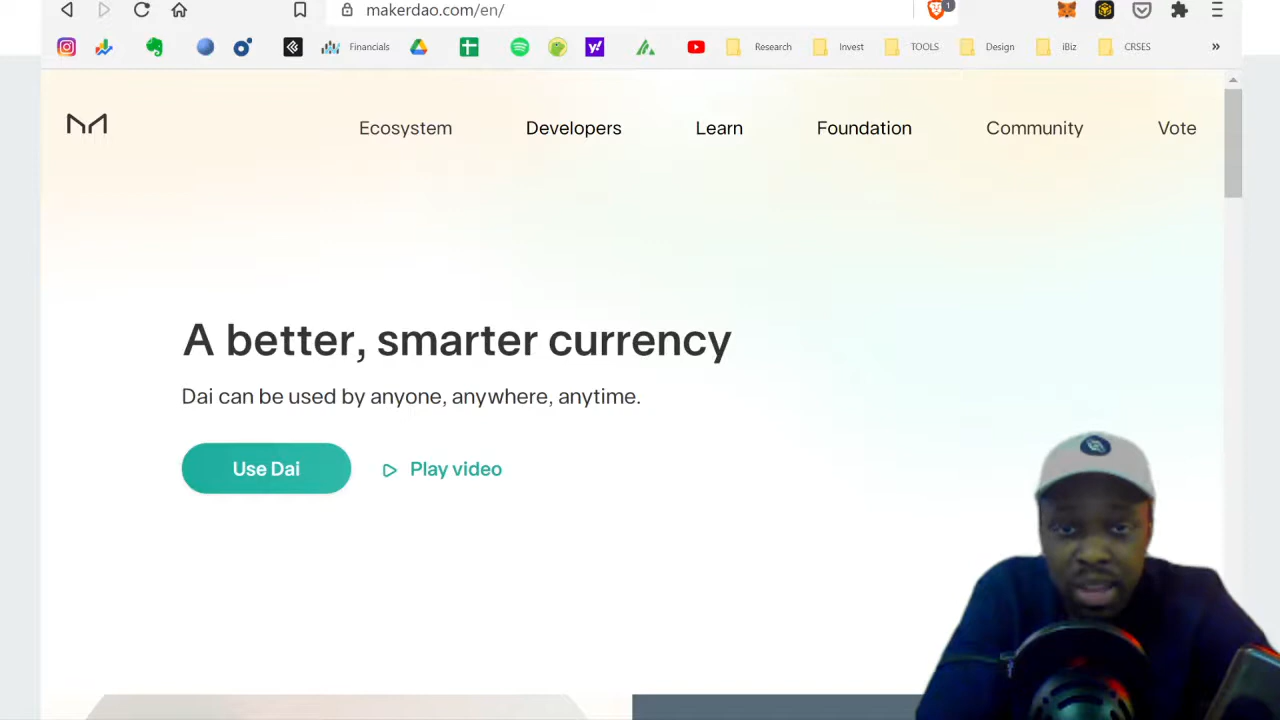 makerdao.com/en/
1
Financials
Research
Invest
TOOLS
Design
iBiz
CRSES
»
Ecosystem
Developers
Learn
Foundation
Community
Vote
A better, smarter currency
Dai can be used by anyone, anywhere, anytime.
Use Dai
Play video